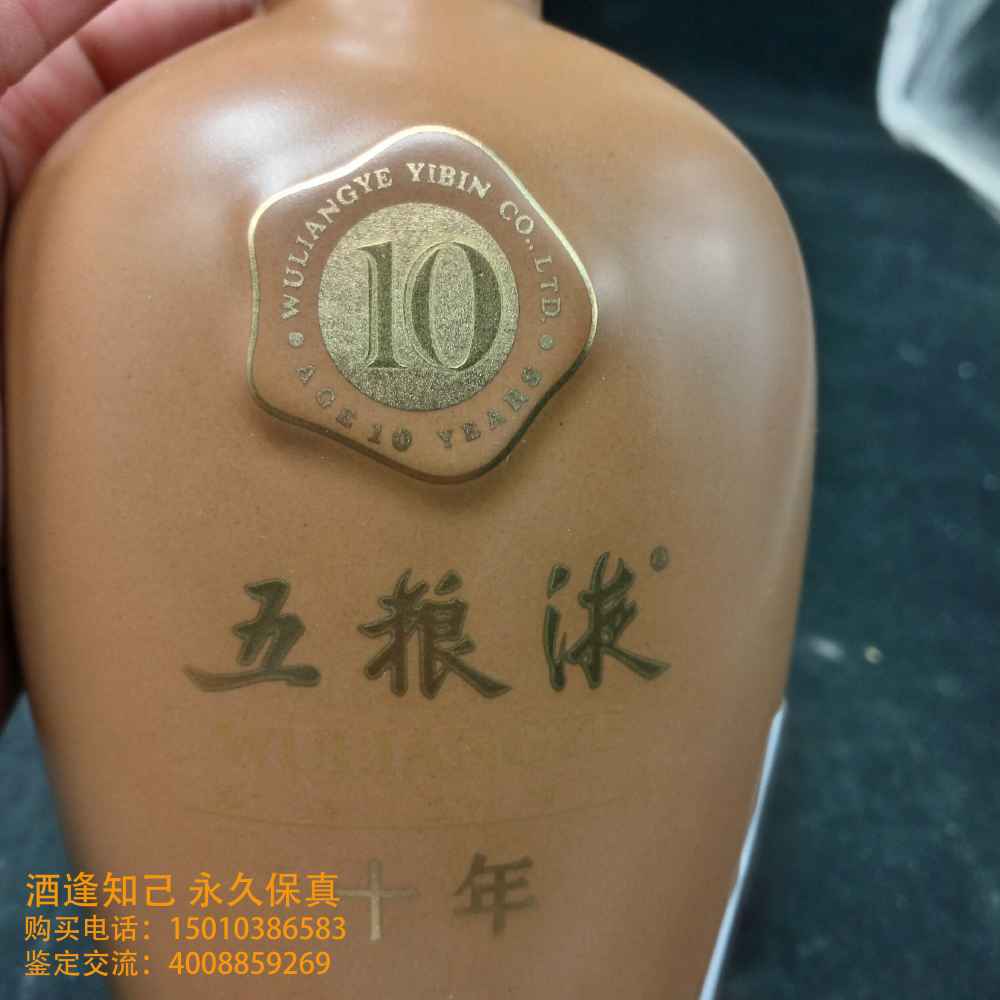 WULIANGYE YIBIN CO.,LTD.
10
AGE 10 YEARS
五粮液®
WULIANGYE
十年
酒逢知己 永久保真
购买电话：15010386583
鉴定交流：4008859269